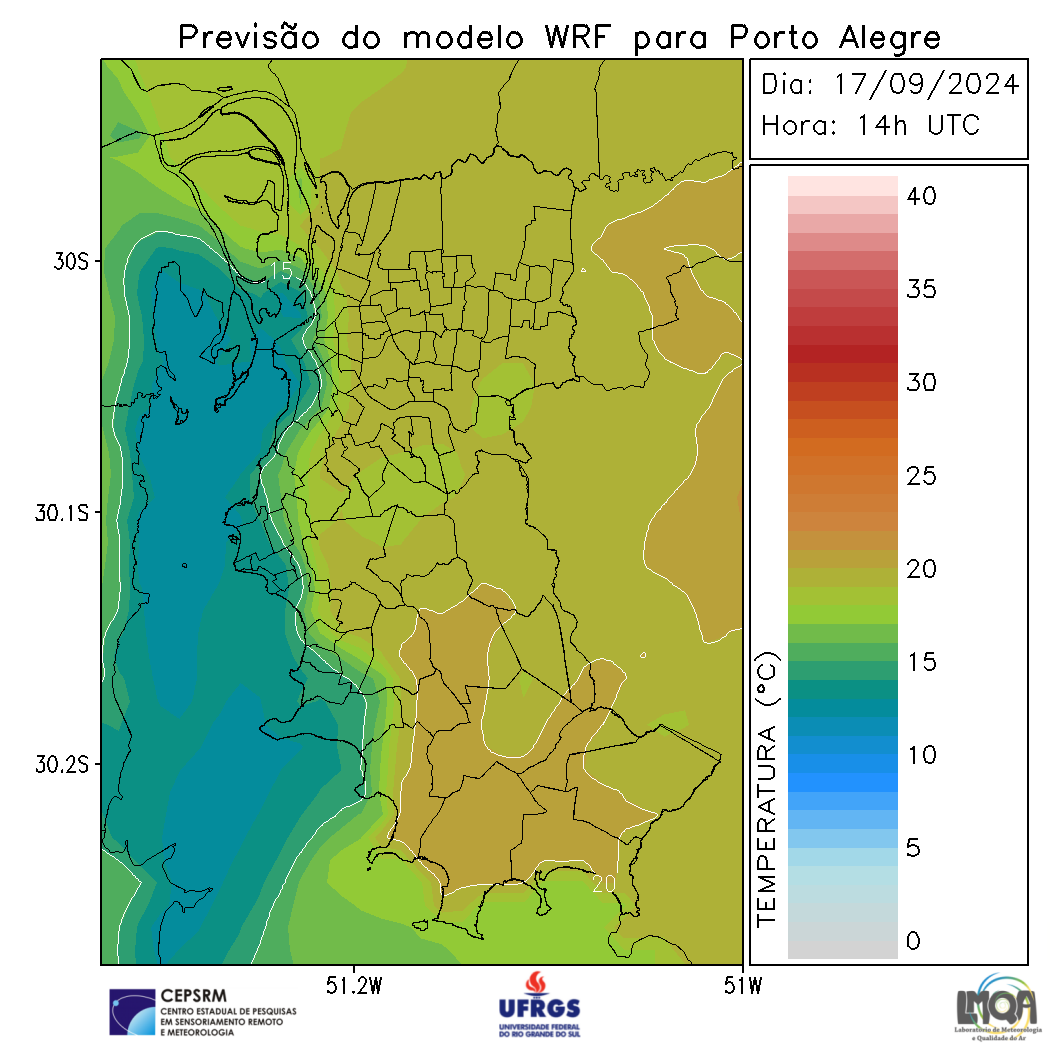 Previsão do modelo WRF para Porto Alegre
Dia: 17/09/2024
Hora: 14h UTC
40
35
30
25
20
15
10
5
0
TEMPERATURA (°C)
30S
30.1S
30.2S
51.2W
51W
15
20
CEPSRM
CENTRO ESTADUAL DE PESQUISAS
EM SENSORIAMENTO REMOTO
E METEOROLOGIA
UFRGS
UNIVERSIDADE FEDERAL
DO RIO GRANDE DO SUL
LMQA
Laboratório de Meteorologia
e Qualidade do Ar